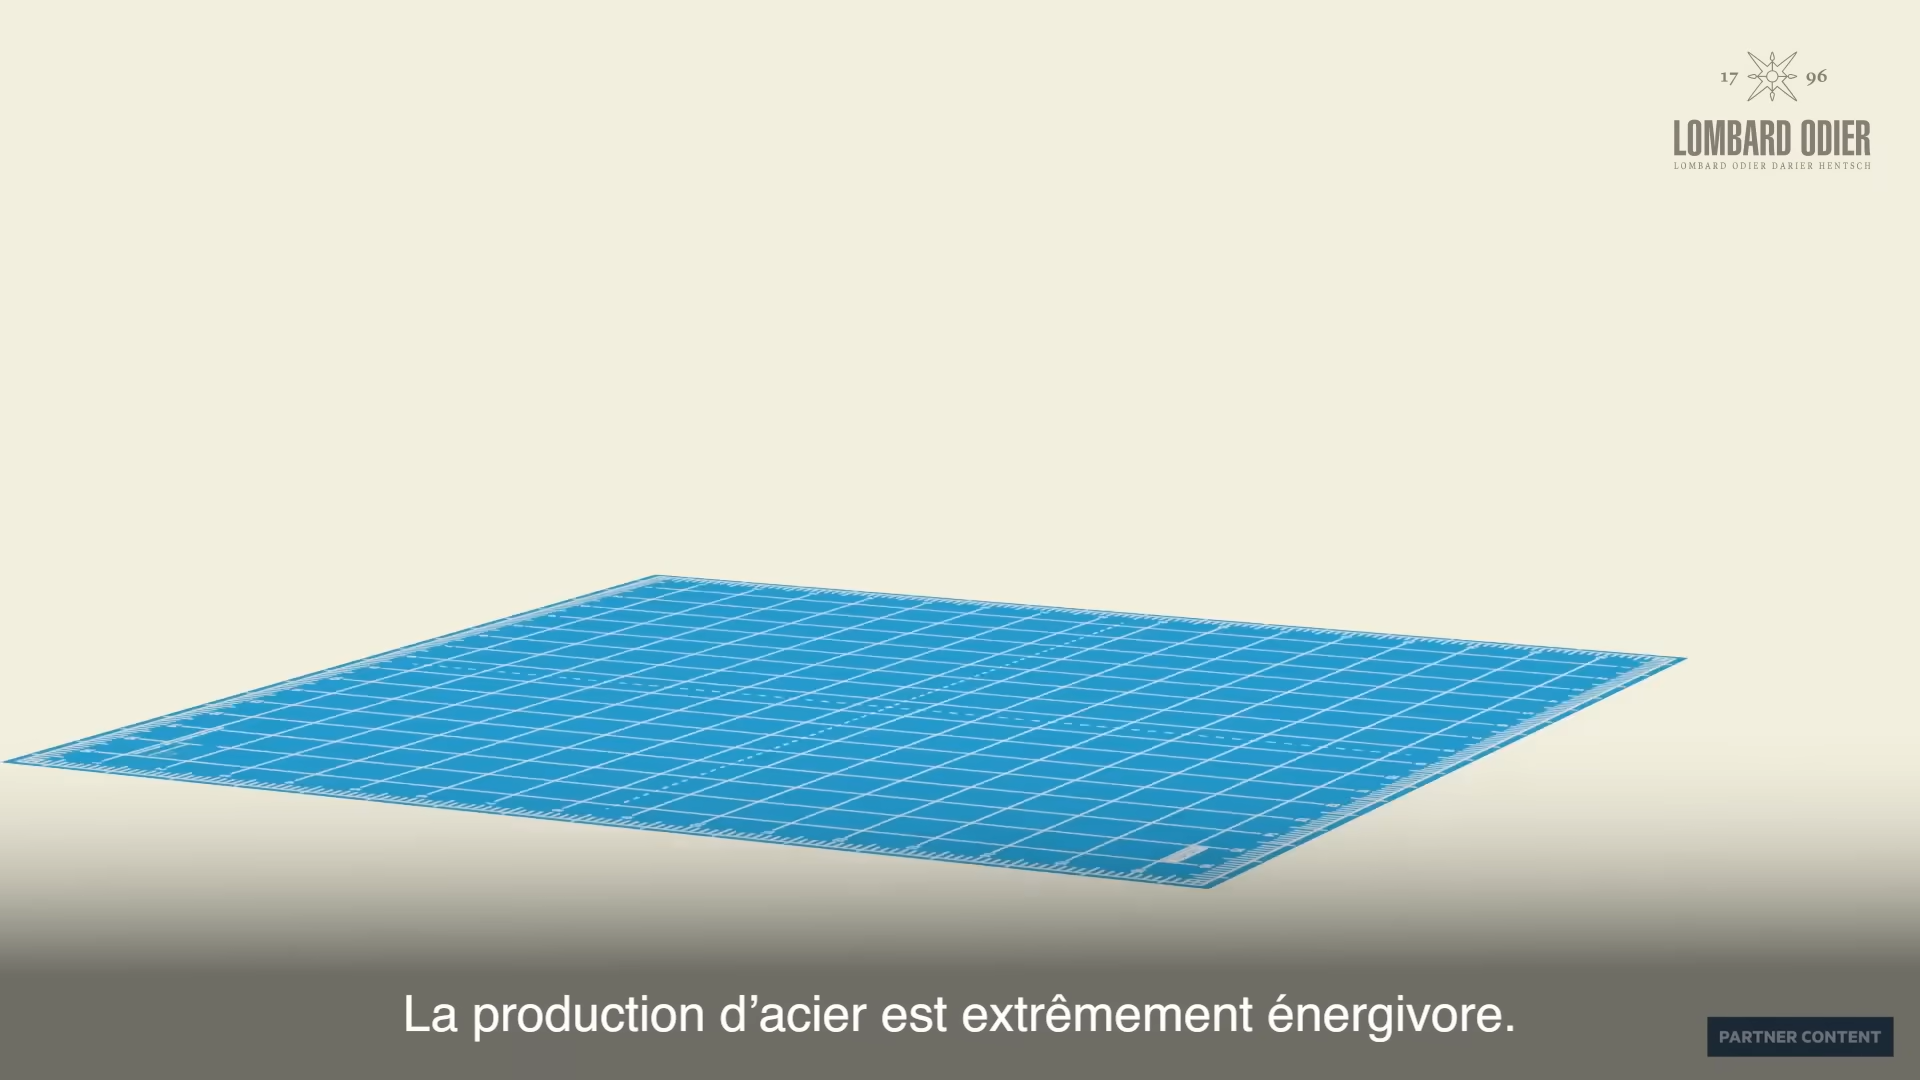 17 96
LOMBARD ODIER
LOMBARD ODIER DARIER HENTSCH
La production d’acier est extrêmement énergivore.
PARTNER CONTENT